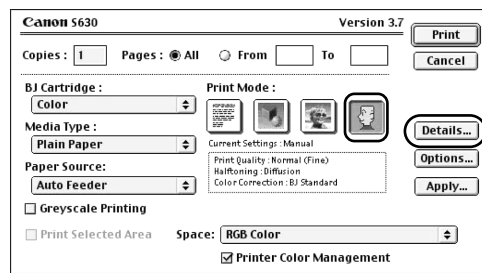 Canon S630 Version 3.7
Print
Copies : 1 Pages : All From To
Cancel
BJ Cartridge :
Color
Print Mode :
Media Type :
Plain Paper
Details...
Current Settings : Manual
Print Quality : Normal (Fine)
Halftoning : Diffusion
Color Correction : BJ Standard
Options...
Paper Source:
Auto Feeder
Apply...
Greyscale Printing
Print Selected Area Space: RGB Color
Printer Color Management